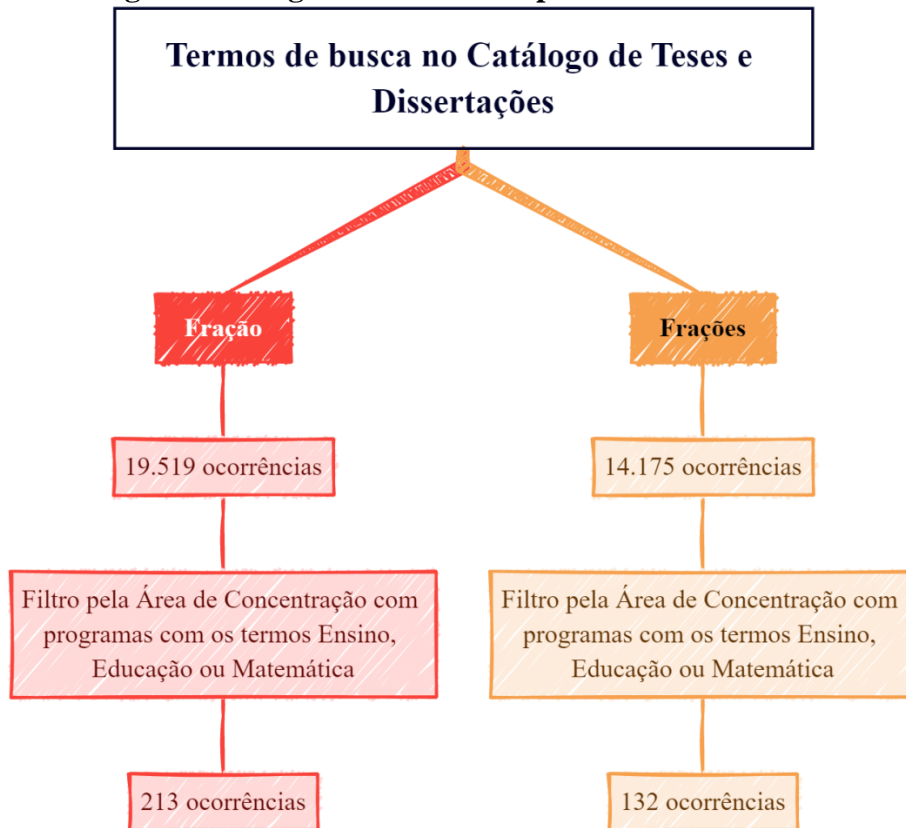 Termos de busca no Catálogo de Teses e
Dissertações
Fração
Frações
19.519 ocorrências
14.175 ocorrências
Filtro pela Área de Concentração com
programas com os termos Ensino,
Educação ou Matemática
Filtro pela Área de Concentração com
programas com os termos Ensino,
Educação ou Matemática
213 ocorrências
132 ocorrências